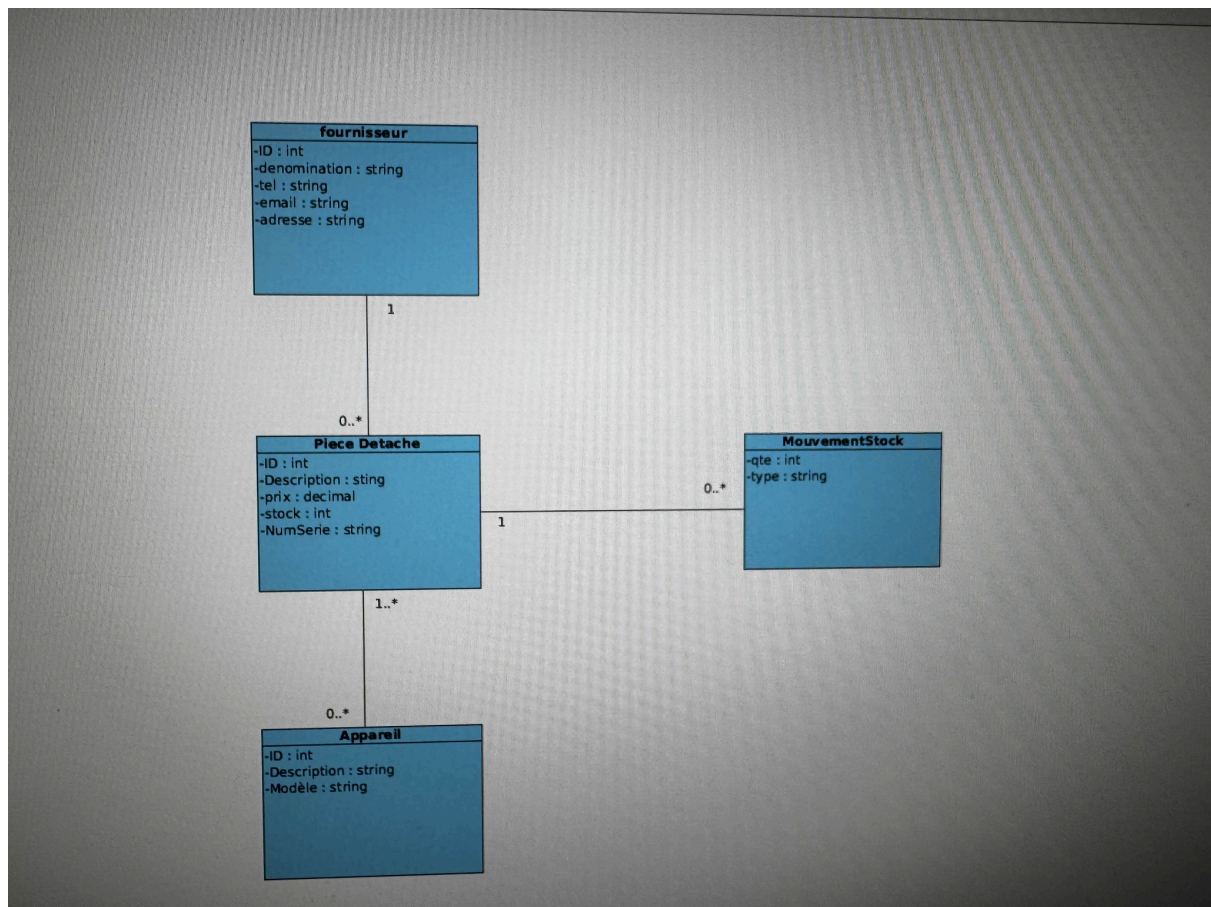 fournisseur
-ID : int
-denomination : string
-tel : string
-email : string
-adresse : string
1
0..*
Piece Detache
-ID : int
-Description : sting
-prix : decimal
-stock : int
-NumSerie : string
1
0..*
MouvementStock
-qte : int
-type : string
1..*
0..*
Appareil
-ID : int
-Description : string
-Modèle : string